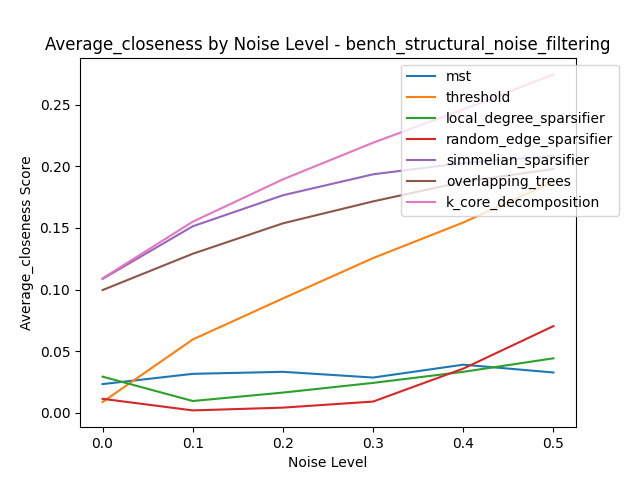 Average_closeness by Noise Level - bench_structural_noise_filtering
mst
threshold
local_degree_sparsifier
random_edge_sparsifier
simmelian_sparsifier
overlapping_trees
k_core_decomposition
Average_closeness Score
0.25
0.20
0.15
0.10
0.05
0.00
0.0 0.1 0.2 0.3 0.4 0.5
Noise Level